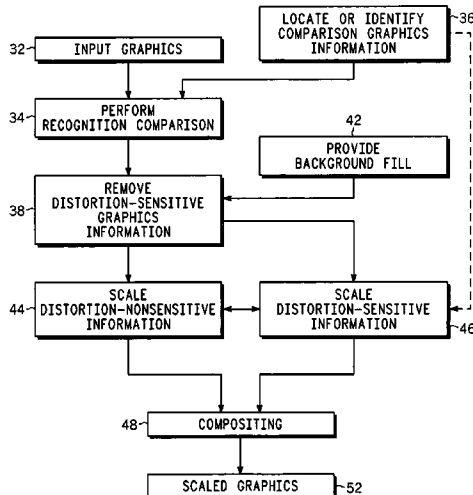 LOCATE OR IDENTIFY
COMPARISON GRAPHICS
INFORMATION
36
32
INPUT GRAPHICS
34
PERFORM
RECOGNITION COMPARISON
42
PROVIDE
BACKGROUND FILL
38
REMOVE
DISTORTION-SENSITIVE
GRAPHICS
INFORMATION
44
SCALE
DISTORTION-NONSENSITIVE
INFORMATION
SCALE
DISTORTION-SENSITIVE
INFORMATION
46
48
COMPOSITING
SCALED GRAPHICS
52